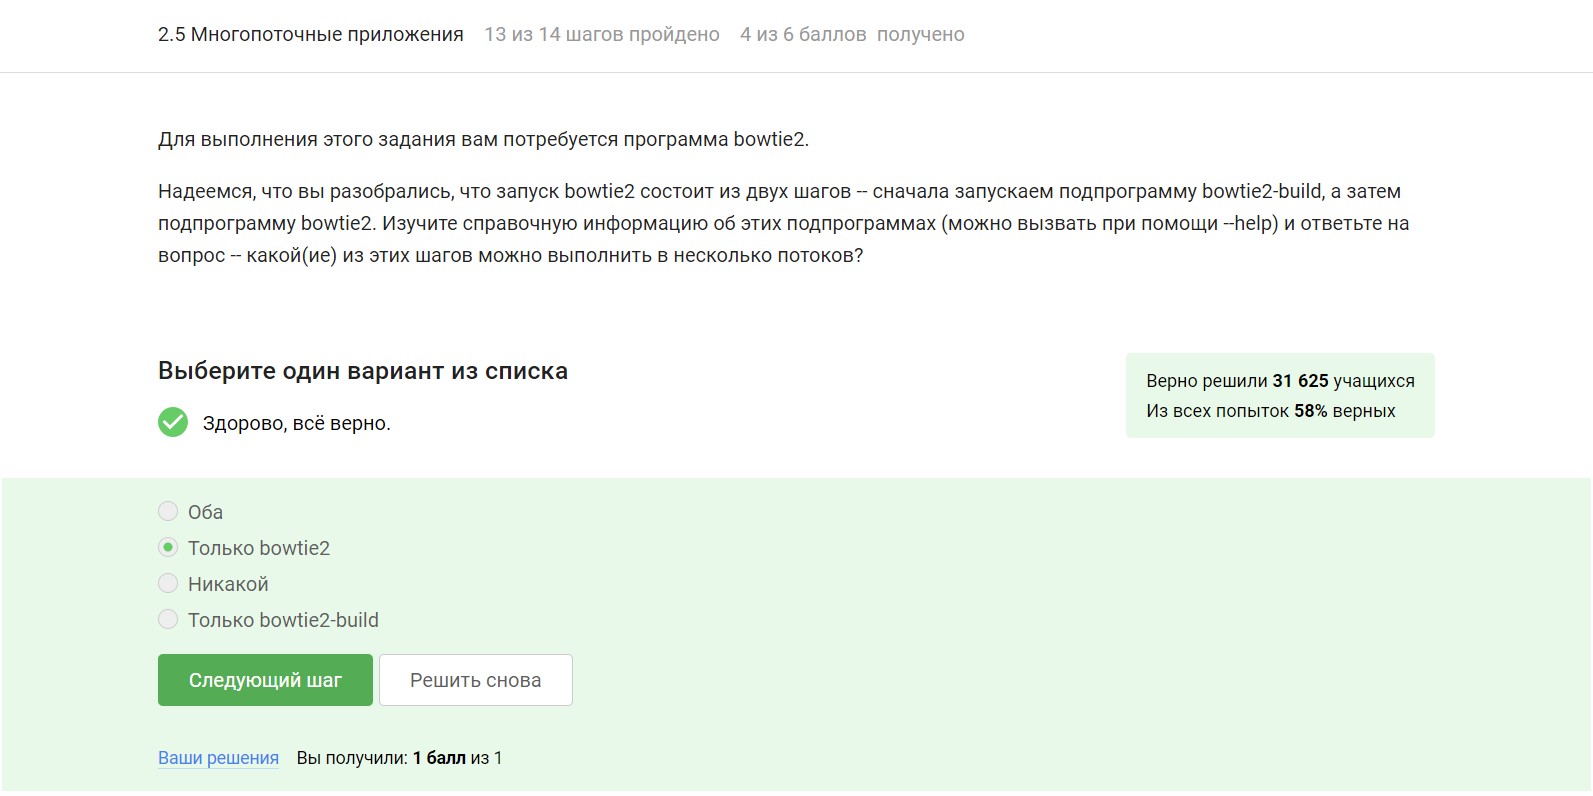 2.5 Многопоточные приложения 13 из 14 шагов пройдено 4 из 6 баллов получено
Для выполнения этого задания вам потребуется программа bowtie2.
Надеемся, что вы разобрались, что запуск bowtie2 состоит из двух шагов -- сначала запускаем подпрограмму bowtie2-build, а затем
подпрограмму bowtie2. Изучите справочную информацию об этих подпрограммах (можно вызвать при помощи --help) и ответьте на
вопрос -- какой(ие) из этих шагов можно выполнить в несколько потоков?
Выберите один вариант из списка
Здорово, всё верно.
Верно решили 31 625 учащихся
Из всех попыток 58% верных
Оба
Только bowtie2
Никакой
Только bowtie2-build
Следующий шаг
Решить снова
Ваши решения Вы получили: 1 балл из 1